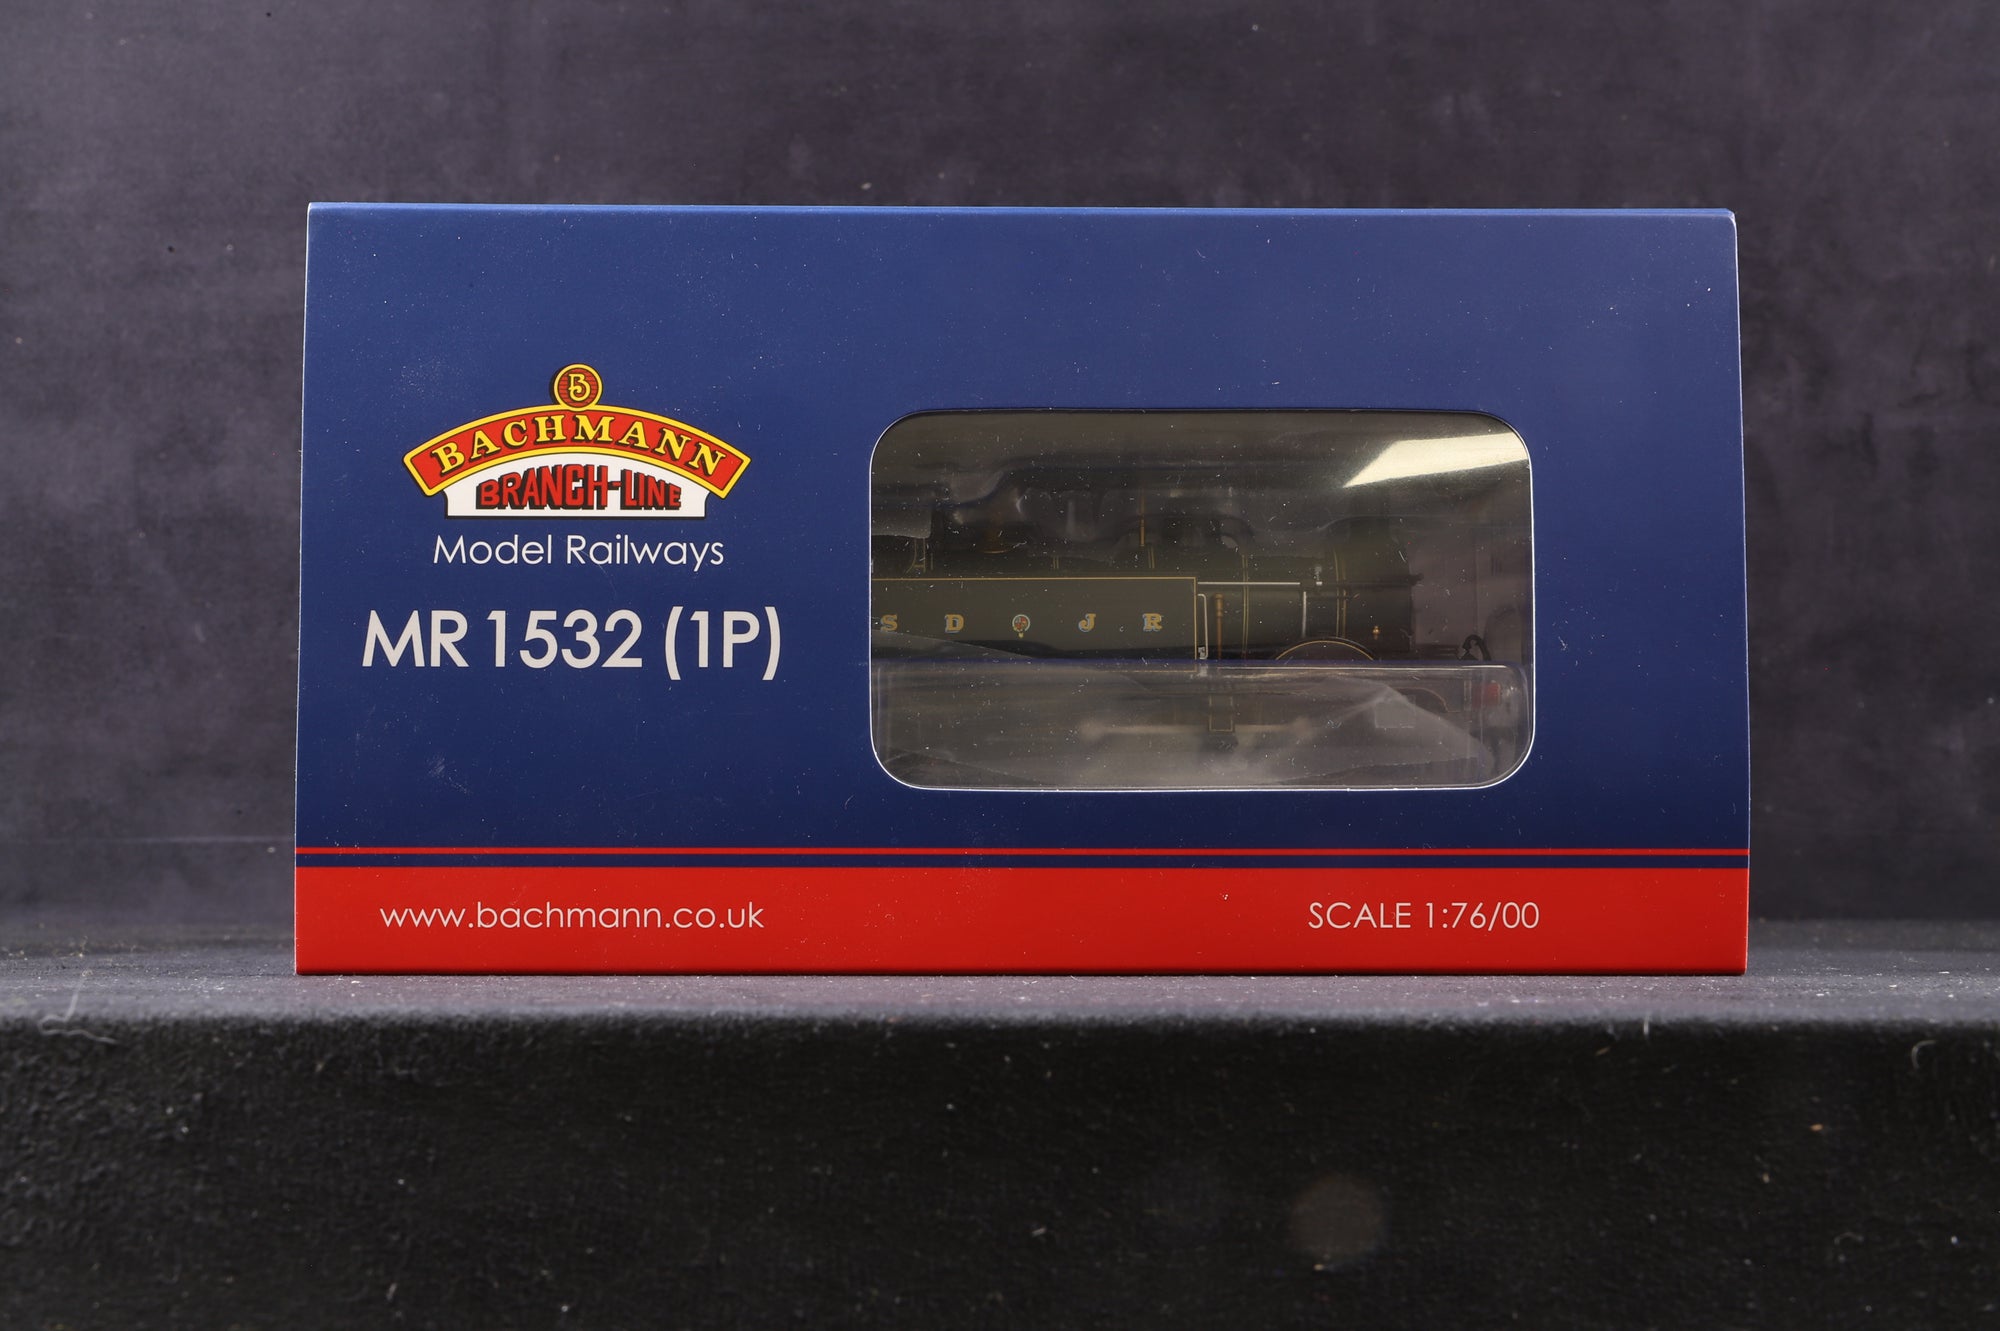 B
BACHMANN
BRANCH-LINE
Model Railways
MR 1532 (1P)
S D J R
www.bachmann.co.uk
SCALE 1:76/00